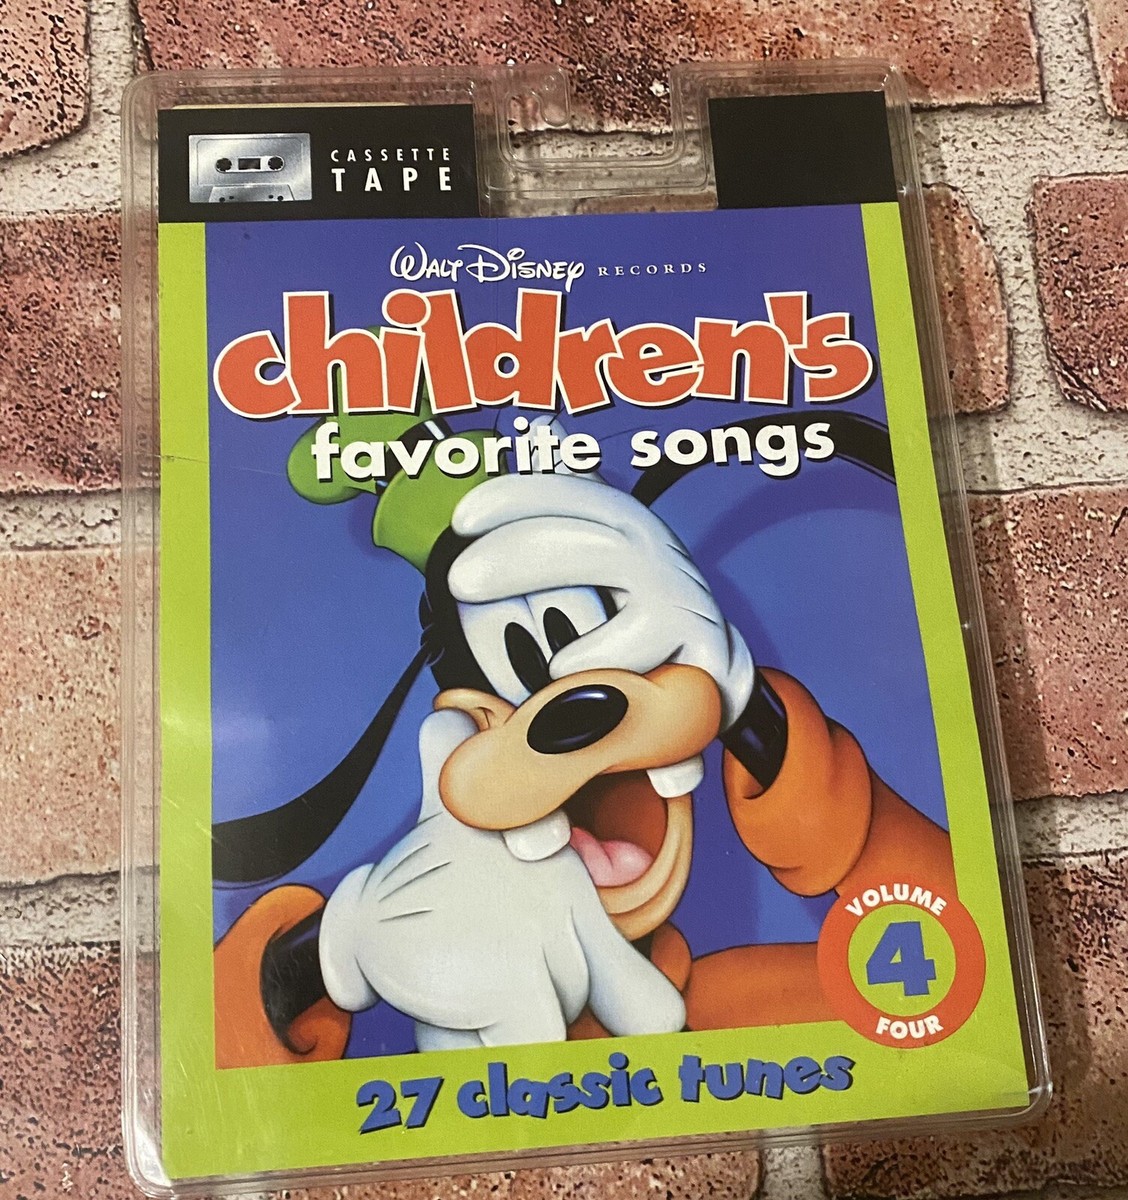 CASSETTE
TAPE
WALT DISNEY RECORDS
children's
favorite songs
VOLUME
4
FOUR
27 classic tunes